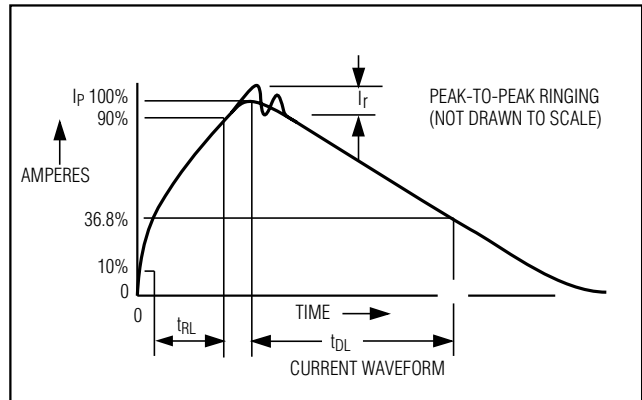 IP 100%
90%
AMPERES
36.8%
10%
0
0
Ir
PEAK-TO-PEAK RINGING
(NOT DRAWN TO SCALE)
TIME
tRL
tDL
CURRENT WAVEFORM